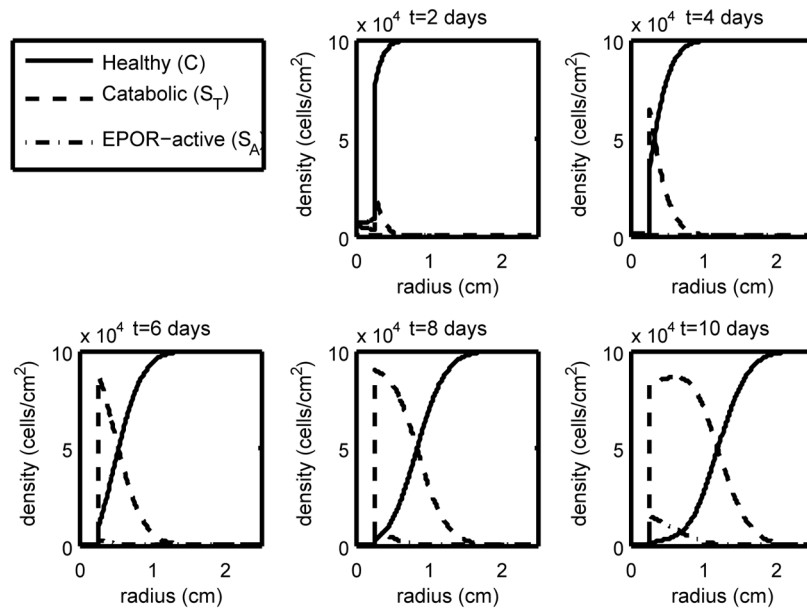 Healthy (C)
Catabolic (S_T)
EPOR−active (S_A)
x 10^4 t=2 days
density (cells/cm^2)
10
5
0
0 1 2
radius (cm)
x 10^4 t=4 days
density (cells/cm^2)
10
5
0
0 1 2
radius (cm)
x 10^4 t=6 days
density (cells/cm^2)
10
5
0
0 1 2
radius (cm)
x 10^4 t=8 days
density (cells/cm^2)
10
5
0
0 1 2
radius (cm)
x 10^4 t=10 days
density (cells/cm^2)
10
5
0
0 1 2
radius (cm)